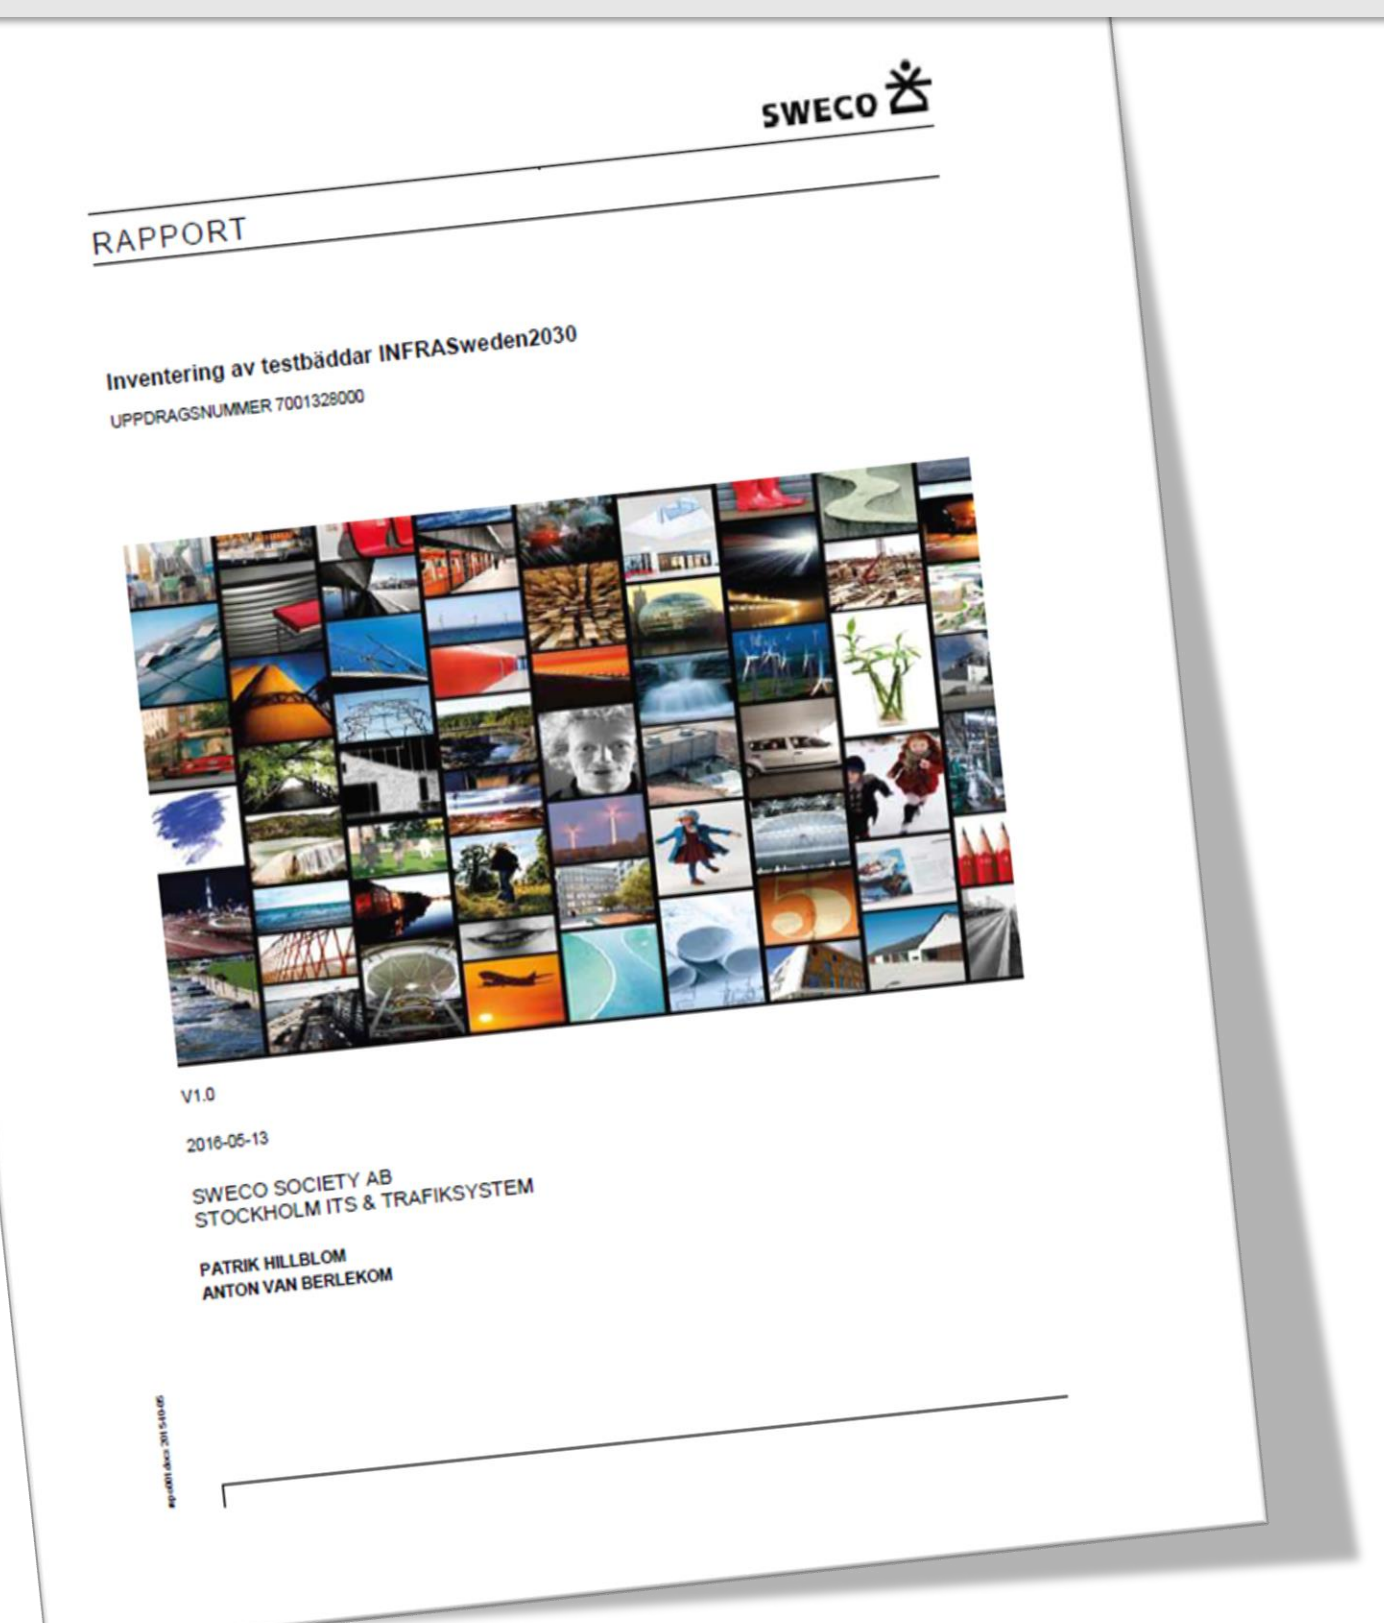 SWECO
RAPPORT
Inventering av testbäddar INFRASweden2030
UPPDRAGSNUMMER 7001328000
5
V1.0
2016-05-13
SWECO SOCIETY AB
STOCKHOLM ITS & TRAFIKSYSTEM
PATRIK HILLBLOM
ANTON VAN BERLEKOM